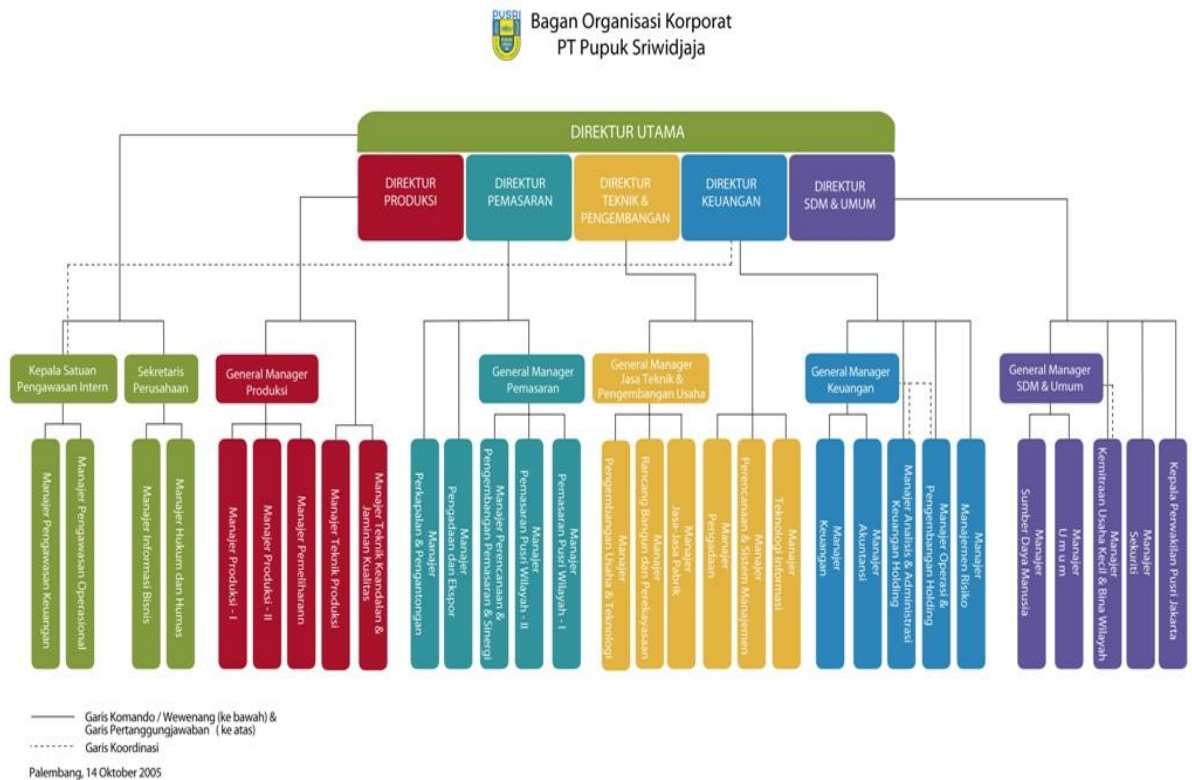 PUSRI
Bagan Organisasi Korporat
PT Pupuk Sriwidjaja
DIREKTUR UTAMA
DIREKTUR
PRODUKSI
DIREKTUR
PEMASARAN
DIREKTUR
TEKNIK &
PENGEMBANGAN
DIREKTUR
KEUANGAN
DIREKTUR
SDM & UMUM
Kepala Satuan
Pengawasan Intern
Sekretaris
Perusahaan
General Manager
Produksi
General Manager
Pemasaran
General Manager
Jasa Teknik &
Pengembangan Usaha
General Manager
Keuangan
General Manager
SDM & Umum
Manajer Pengawasan Keuangan
Manajer Pengawasan Operasional
Manajer Informasi Bisnis
Manajer Hukum dan Humas
Manajer Produksi - I
Manajer Produksi - II
Manajer Pemeliharann
Manajer Teknik Produksi
Manajer Teknik Keandalan &
Jaminan Kualitas
Manajer
Perkapalan & Pengantongan
Manajer
Pengadaan dan Ekspor
Manajer Perencanaan &
Pengembangan Pemasaran & Sinergi
Manajer
Pemasaran Pusri Wilayah - II
Manajer
Pemasaran Pusri Wilayah - I
Manajer
Pengembangan Usaha & Teknologi
Manajer
Rancang Bangun dan Perekayasaan
Manajer
Jasa-Jasa Pabrik
Manajer
Pengadaan
Manajer
Perencanaan & Sistem Manajemen
Manajer
Teknologi Informasi
Manajer
Keuangan
Manajer
Akuntansi
Manajer Analisis & Administrasi
Keuangan Holding
Manajer Operasi &
Pengembangan Holding
Manajer
Manajemen Risiko
Manajer
Sumber Daya Manusia
Manajer
U m u m
Manajer
Kemitraan Usaha Kecil & Bina Wilayah
Manajer
Sekuriti
Kepala Perwakilan Pusri Jakarta
Garis Komando / Wewenang (ke bawah) &
Garis Pertanggungjawaban ( ke atas)
Garis Koordinasi
Palembang, 14 Oktober 2005